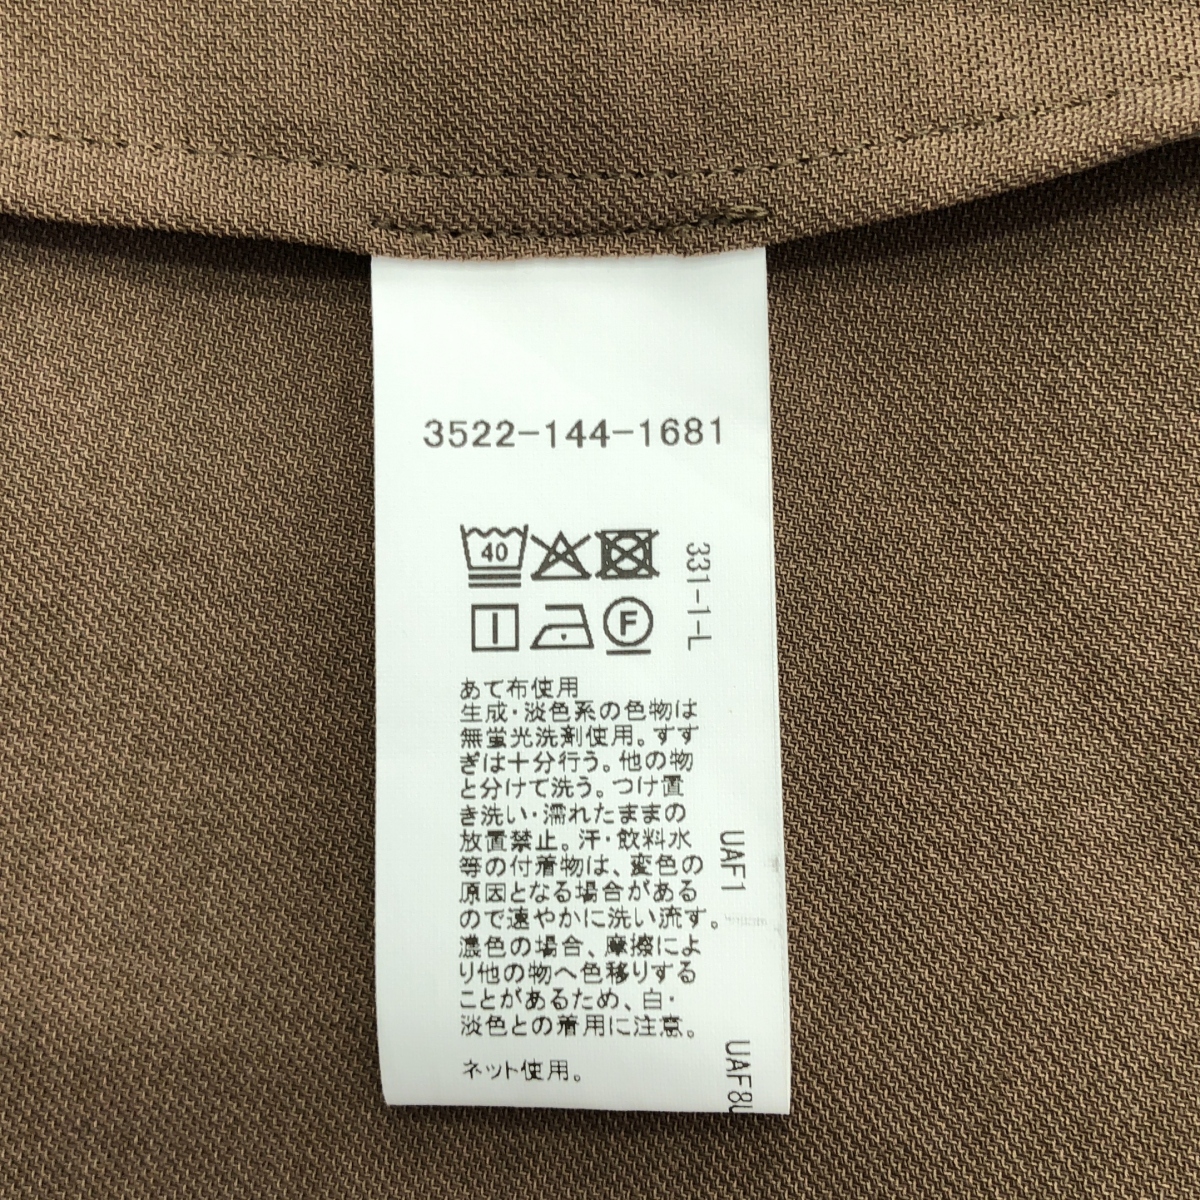 3522-144-1681
40
F
331-1-L
あて布使用
生成・淡色系の色物は
無蛍光洗剤使用。すす
ぎは十分行う。他の物
と分けて洗う。つけ置
き洗い・濡れたままの
放置禁止。汗・飲料水
等の付着物は、変色の
原因となる場合がある
ので速やかに洗い流す。
濃色の場合、摩擦によ
り他の物へ色移りする
ことがあるため、白・
淡色との着用に注意。
ネット使用。
UAF1